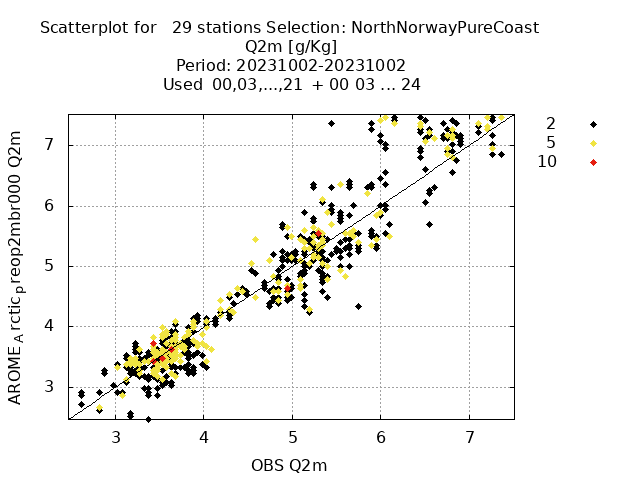 Scatterplot for 29 stations Selection: NorthNorwayPureCoast
Q2m [g/Kg]
Period: 20231002-20231002
Used 00,03,...,21 + 00 03 ... 24
2
5
10
7
6
5
4
3
AROME_Arctic_preop2mbr000 Q2m
3 4 5 6 7
OBS Q2m